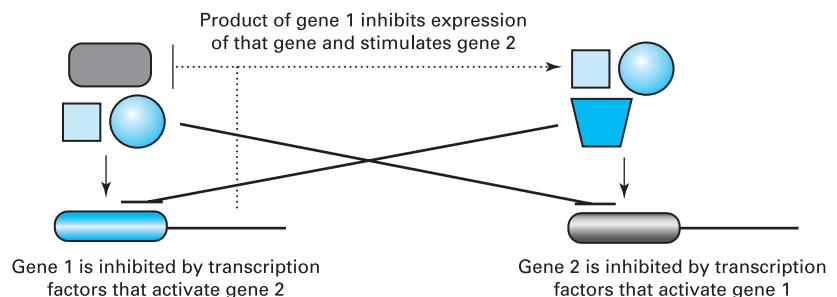 Product of gene 1 inhibits expression
of that gene and stimulates gene 2
Gene 1 is inhibited by transcription
factors that activate gene 2
Gene 2 is inhibited by transcription
factors that activate gene 1